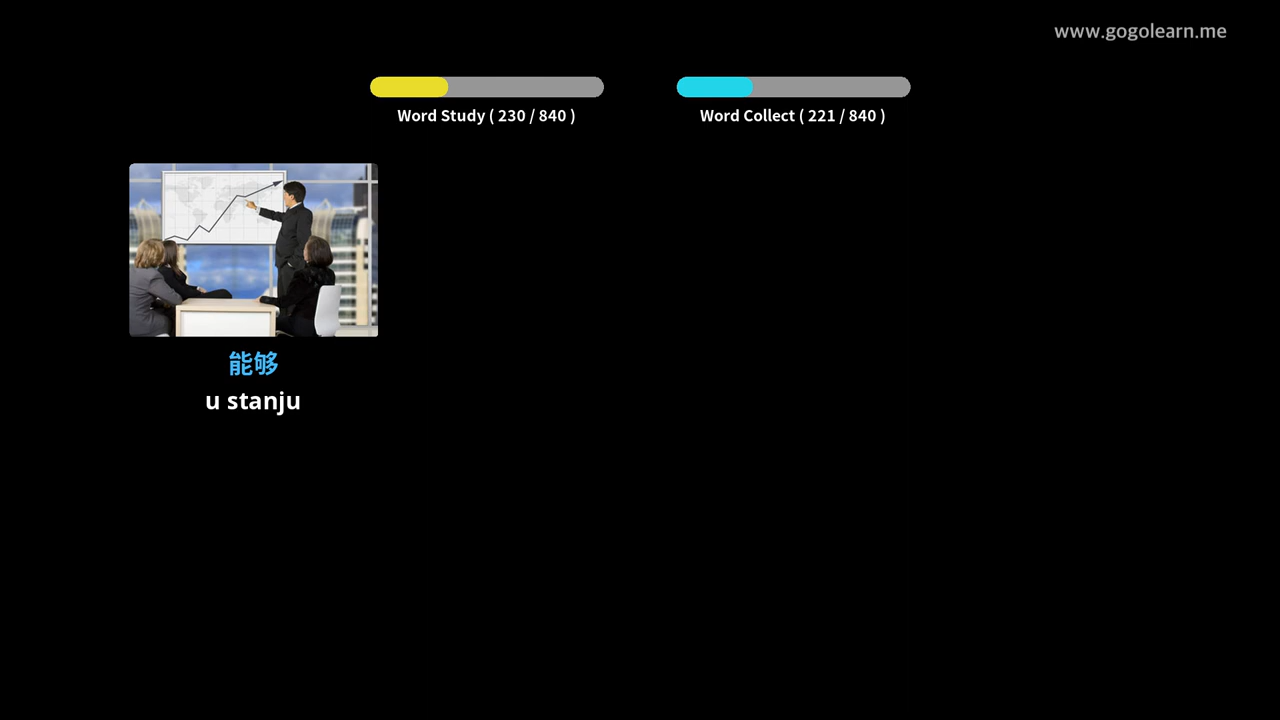 www.gogolearn.me
Word Study ( 230 / 840 )
Word Collect ( 221 / 840 )
能够
u stanju